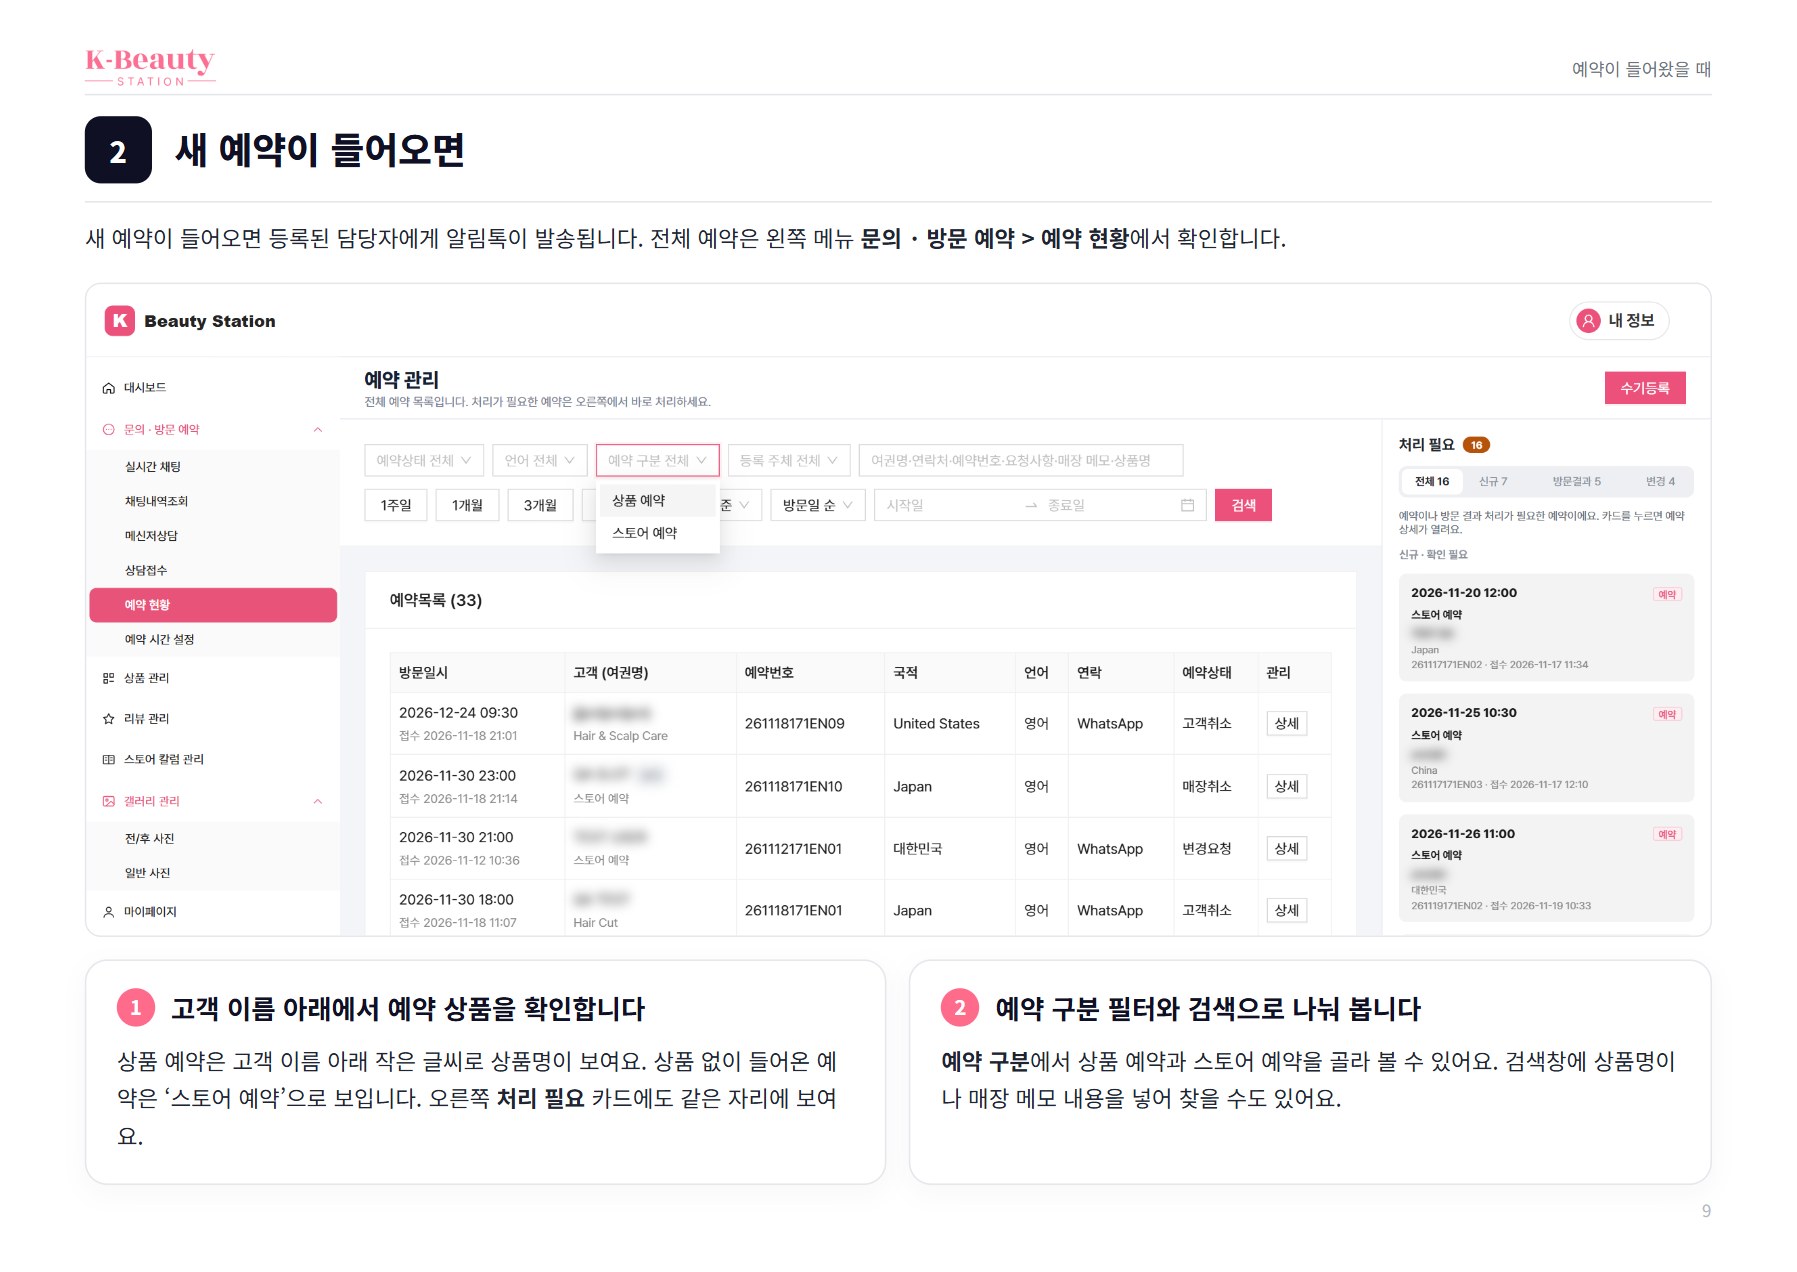 K-Beauty
STATION
예약이 들어왔을 때
2
새 예약이 들어오면
새 예약이 들어오면 등록된 담당자에게 알림톡이 발송됩니다. 전체 예약은 왼쪽 메뉴 문의 · 방문 예약 > 예약 현황에서 확인합니다.
K Beauty Station
내 정보
대시보드
문의 · 방문 예약
실시간 채팅
채팅내역조회
메신저상담
상담접수
예약 현황
예약 시간 설정
상품 관리
리뷰 관리
스토어 칼럼 관리
갤러리 관리
전/후 사진
일반 사진
마이페이지
예약 관리
전체 예약 목록입니다. 처리가 필요한 예약은 오른쪽에서 바로 처리하세요.
수기등록
예약상태 전체 언어 전체 예약 구분 전체 등록 주체 전체 여권명·연락처·예약번호·요청사항·매장 메모·상품명
1주일 1개월 3개월 준 방문일 순 시작일 → 종료일 검색
상품 예약
스토어 예약
예약목록 (33)
방문일시 고객 (여권명) 예약번호 국적 언어 연락 예약상태 관리
2026-12-24 09:30
접수 2026-11-18 21:01 Hair & Scalp Care 261118171EN09 United States 영어 WhatsApp 고객취소 상세
2026-11-30 23:00
접수 2026-11-18 21:14 스토어 예약 261118171EN10 Japan 영어 매장취소 상세
2026-11-30 21:00
접수 2026-11-12 10:36 스토어 예약 261112171EN01 대한민국 영어 WhatsApp 변경요청 상세
2026-11-30 18:00
접수 2026-11-18 11:07 Hair Cut 261118171EN01 Japan 영어 WhatsApp 고객취소 상세
처리 필요 16
전체 16 신규 7 방문결과 5 변경 4
예약이나 방문 결과 처리가 필요한 예약이에요. 카드를 누르면 예약
상세가 열려요.
신규 · 확인 필요
2026-11-20 12:00 예약
스토어 예약
Japan
261117171EN02 · 접수 2026-11-17 11:34
2026-11-25 10:30 예약
스토어 예약
China
261117171EN03 · 접수 2026-11-17 12:10
2026-11-26 11:00 예약
스토어 예약
대한민국
261119171EN02 · 접수 2026-11-19 10:33
1 고객 이름 아래에서 예약 상품을 확인합니다
상품 예약은 고객 이름 아래 작은 글씨로 상품명이 보여요. 상품 없이 들어온 예
약은 ‘스토어 예약’으로 보입니다. 오른쪽 처리 필요 카드에도 같은 자리에 보여
요.
2 예약 구분 필터와 검색으로 나눠 봅니다
예약 구분에서 상품 예약과 스토어 예약을 골라 볼 수 있어요. 검색창에 상품명이
나 매장 메모 내용을 넣어 찾을 수도 있어요.
9